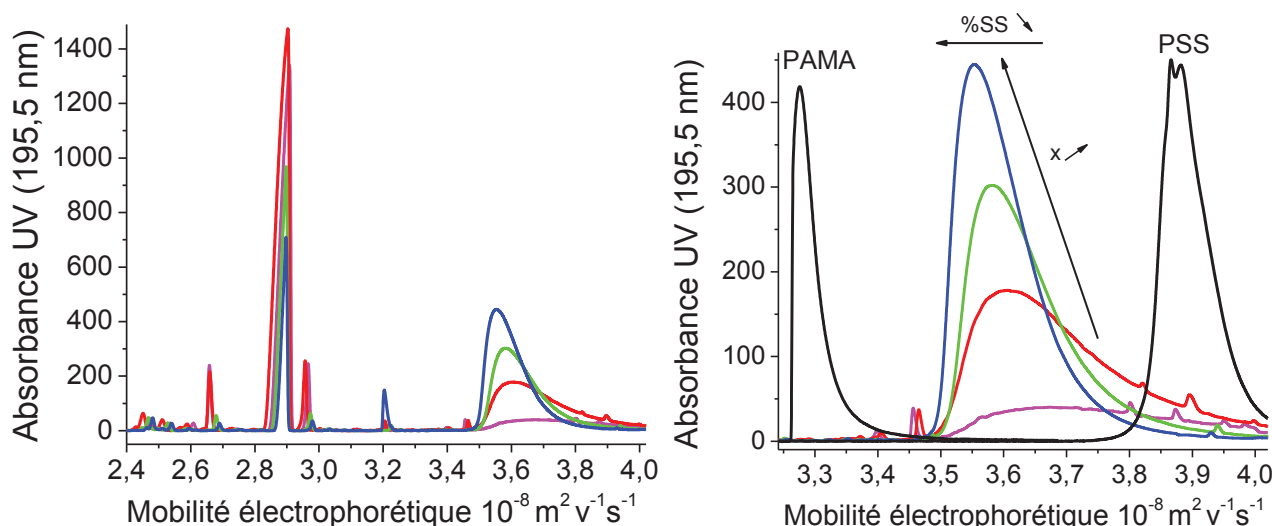 Absorbance UV (195,5 nm)
1400
1200
1000
800
600
400
200
0
2,4 2,6 2,8 3,0 3,2 3,4 3,6 3,8 4,0
Mobilité électrophorétique 10⁻⁸ m² v⁻¹s⁻¹
Absorbance UV (195,5 nm)
%SS
PAMA
PSS
x
400
300
200
100
0
3,3 3,4 3,5 3,6 3,7 3,8 3,9 4,0
Mobilité électrophorétique 10⁻⁸ m² v⁻¹s⁻¹